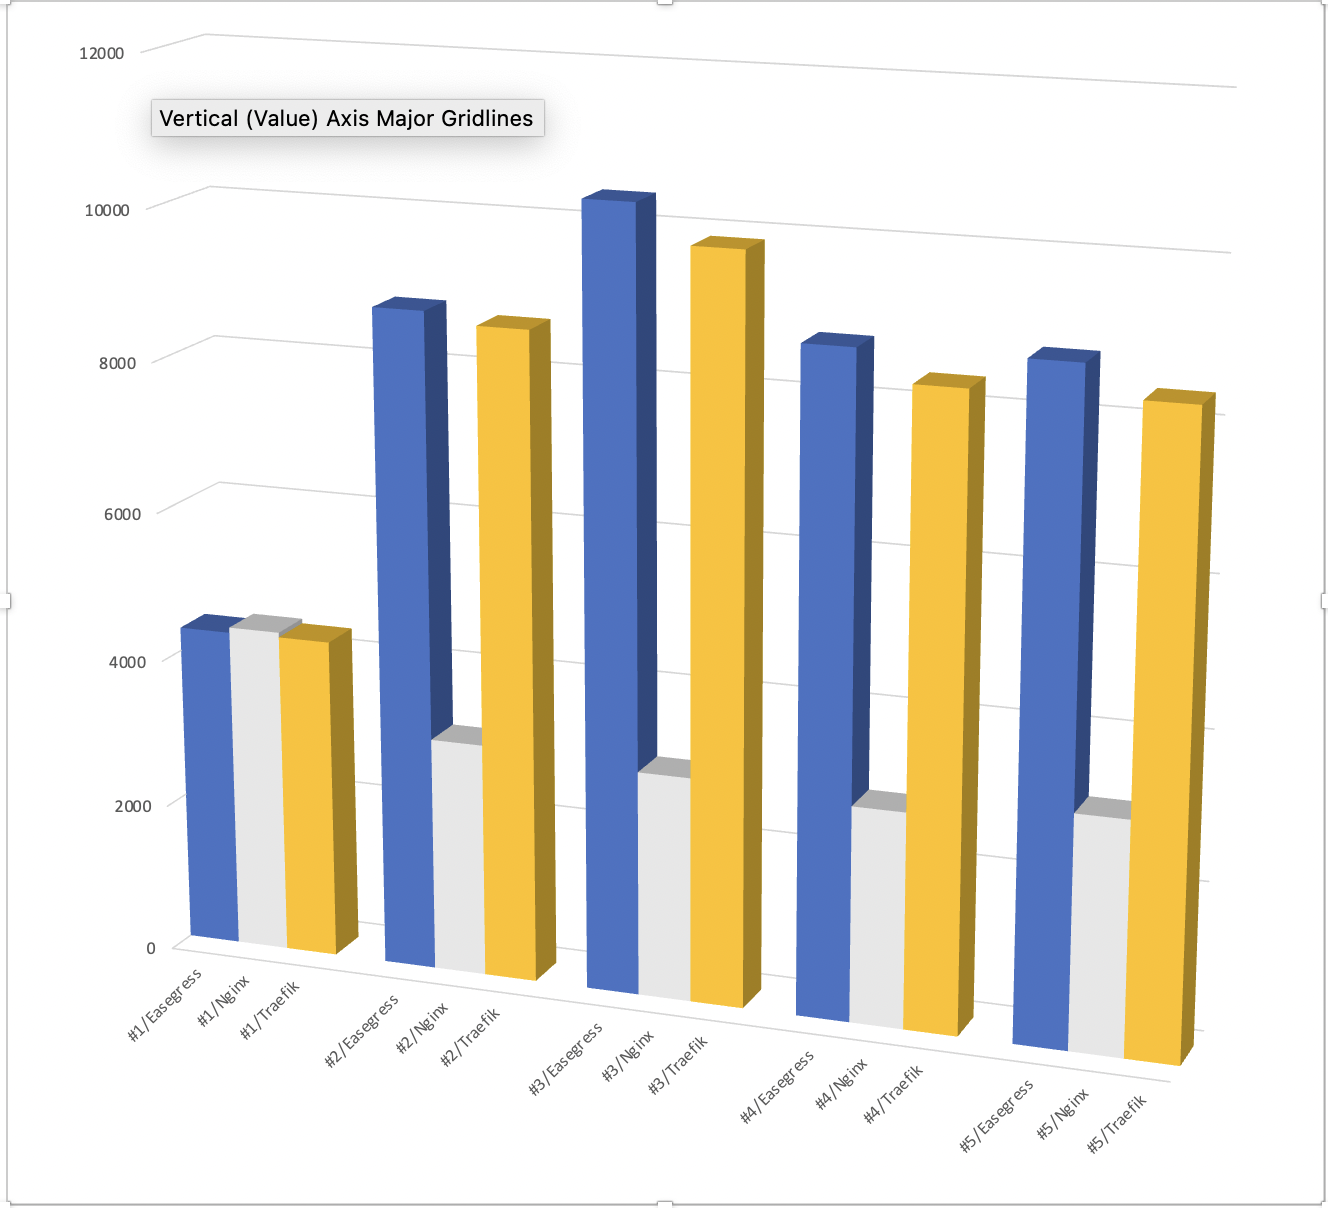 12000
Vertical (Value) Axis Major Gridlines
10000
8000
6000
4000
2000
0
#1/Easegress
#1/Nginx
#1/Traefik
#2/Easegress
#2/Nginx
#2/Traefik
#3/Easegress
#3/Nginx
#3/Traefik
#4/Easegress
#4/Nginx
#4/Traefik
#5/Easegress
#5/Nginx
#5/Traefik